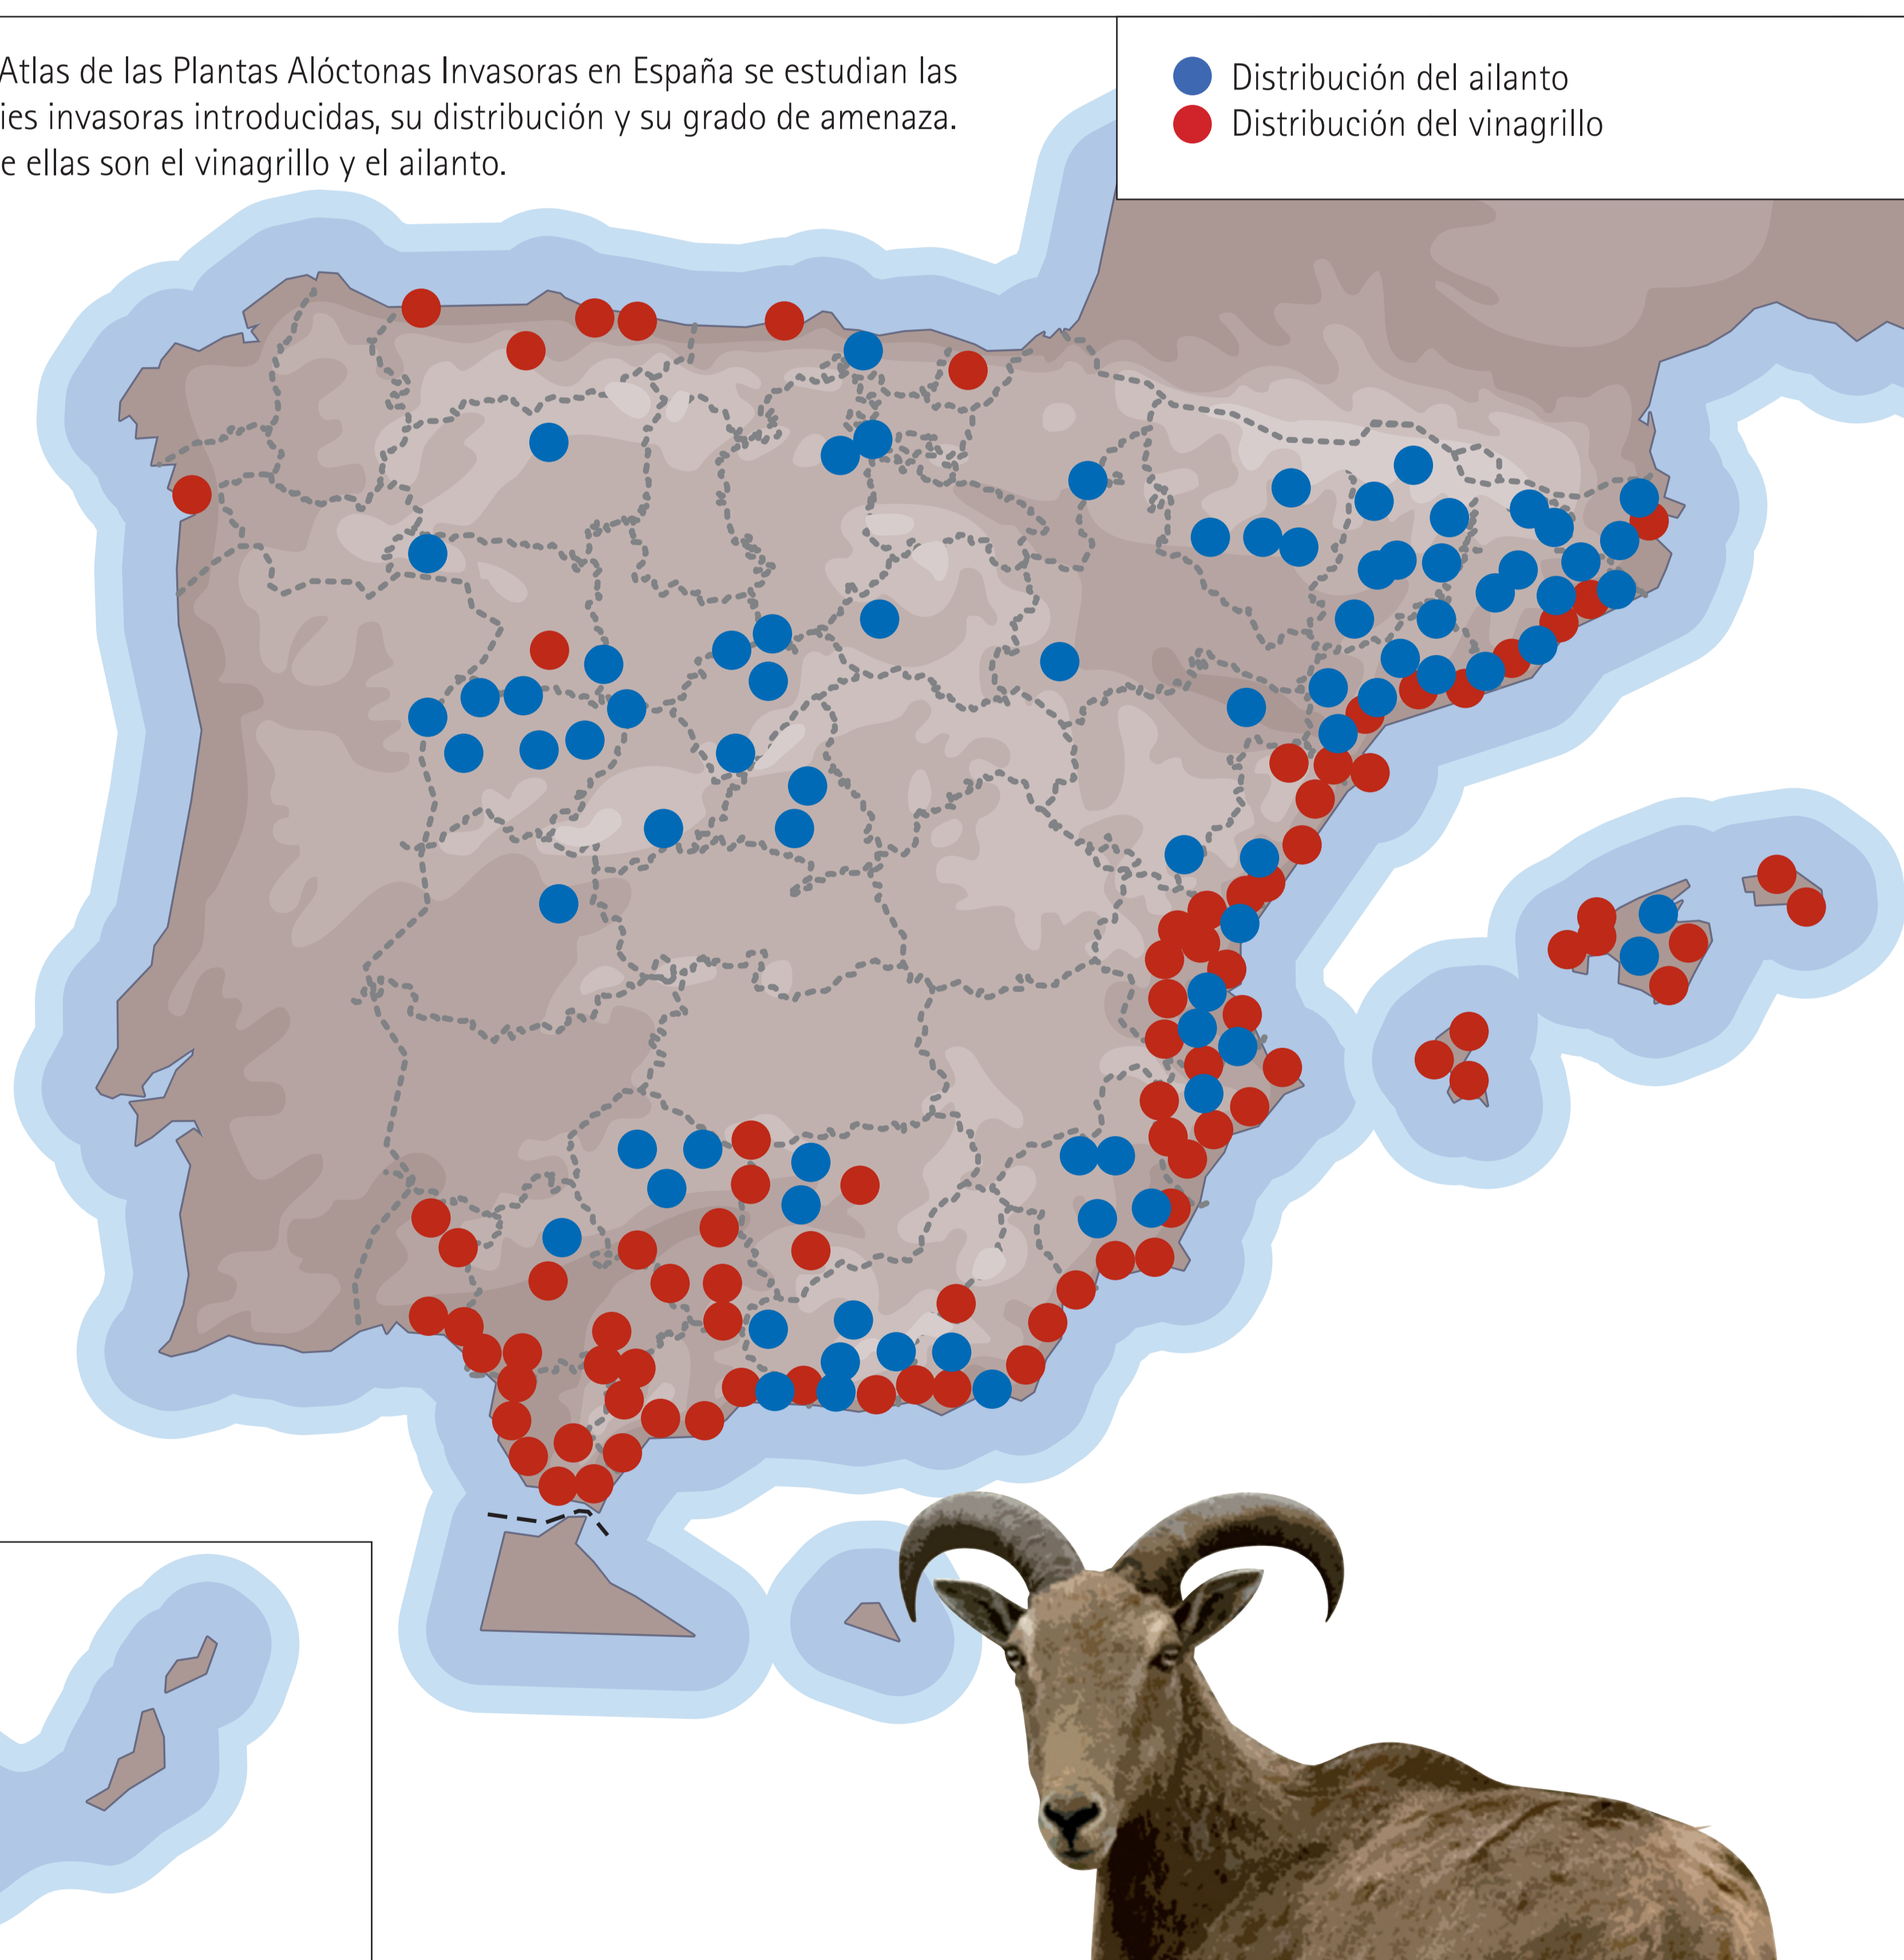 Atlas de las Plantas Alóctonas Invasoras en España se estudian las
ies invasoras introducidas, su distribución y su grado de amenaza.
e ellas son el vinagrillo y el ailanto.
Distribución del ailanto
Distribución del vinagrillo